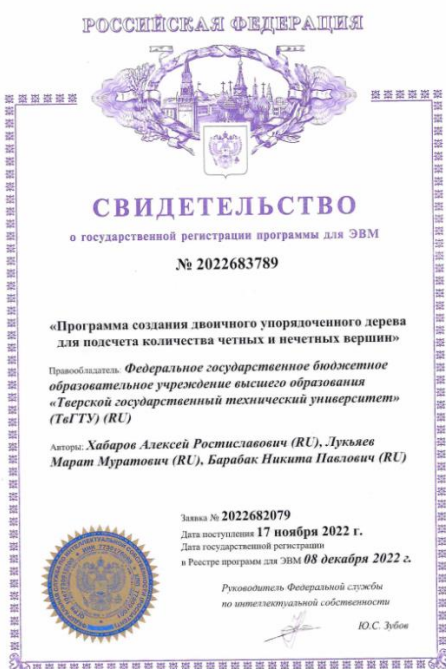 РОССИЙСКАЯ ФЕДЕРАЦИЯ
СВИДЕТЕЛЬСТВО
о государственной регистрации программы для ЭВМ
№ 2022683789
«Программа создания двоичного упорядоченного дерева
для подсчета количества четных и нечетных вершин»
Правообладатель: Федеральное государственное бюджетное
образовательное учреждение высшего образования
«Тверской государственный технический университет»
(ТвГТУ) (RU)
Авторы: Хабаров Алексей Ростиславович (RU), Лукьяев
Марат Муратович (RU), Барабак Никита Павлович (RU)
Заявка № 2022682079
Дата поступления 17 ноября 2022 г.
Дата государственной регистрации
в Реестре программ для ЭВМ 08 декабря 2022 г.
Руководитель Федеральной службы
по интеллектуальной собственности
Ю.С. Зубов